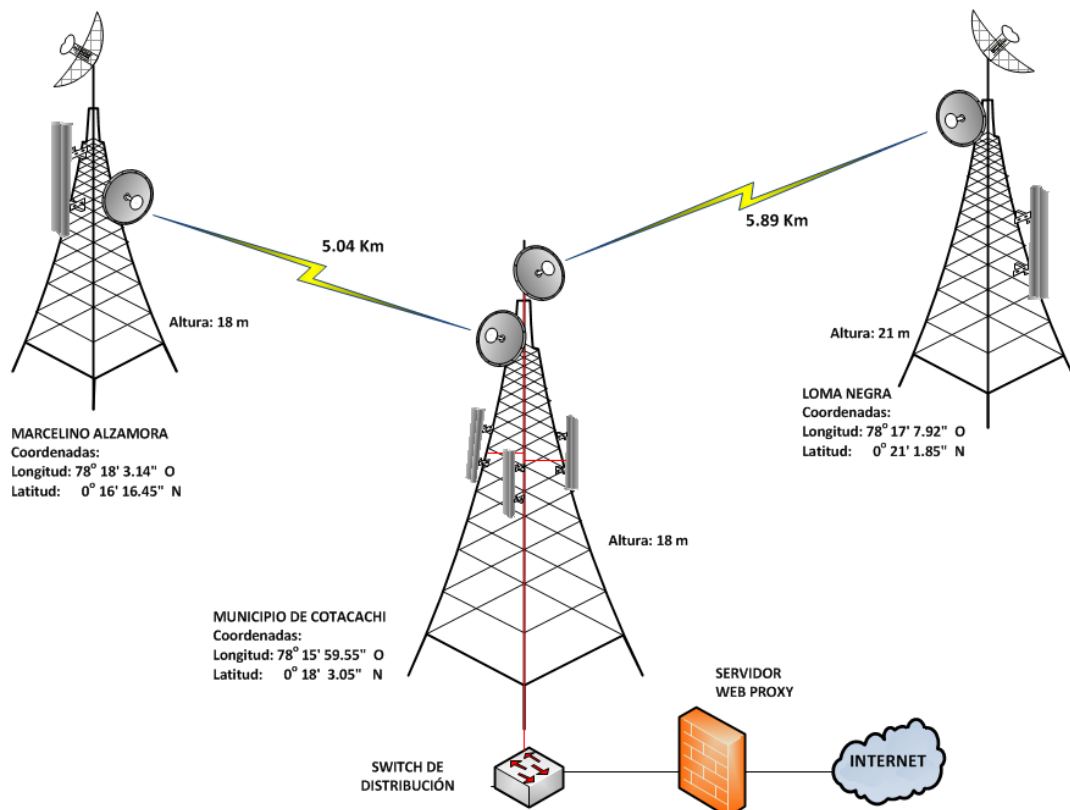 5.04 Km
5.89 Km
Altura: 18 m
Altura: 21 m
MARCELINO ALZAMORA
Coordenadas:
Longitud: 78° 18' 3.14" O
Latitud: 0° 16' 16.45" N
LOMA NEGRA
Coordenadas:
Longitud: 78° 17' 7.92" O
Latitud: 0° 21' 1.85" N
Altura: 18 m
MUNICIPIO DE COTACACHI
Coordenadas:
Longitud: 78° 15' 59.55" O
Latitud: 0° 18' 3.05" N
SERVIDOR
WEB PROXY
SWITCH DE
DISTRIBUCIÓN
INTERNET